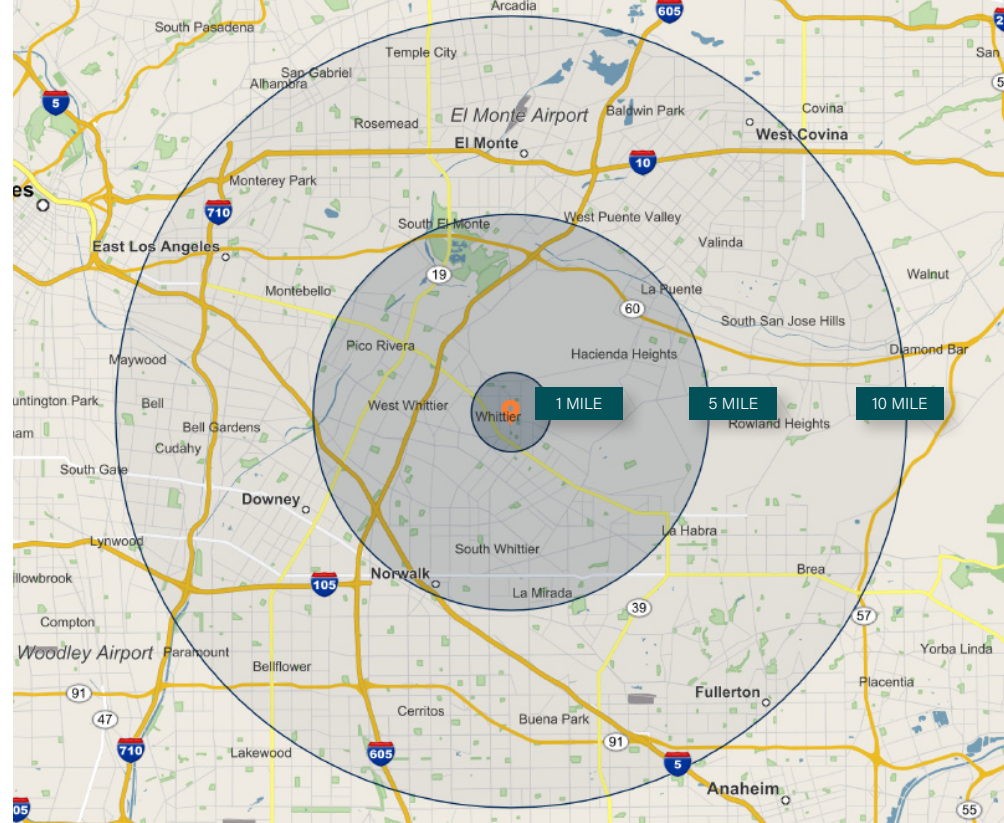 Arcadia
605
South Pasadena
Temple City
San
San Gabriel
Alhambra
5
5
El Monte Airport
Baldwin Park
Covina
Rosemead
West Covina
El Monte
10
Monterey Park
es
710
West Puente Valley
South El Monte
Valinda
East Los Angeles
19
Walnut
Montebello
La Puente
60
South San Jose Hills
Pico Rivera
Hacienda Heights
Diamond Bar
Maywood
untington Park
Bell
West Whittier
Whittier
1 MILE
5 MILE
10 MILE
Rowland Heights
Bell Gardens
am
Cudahy
South Gate
Downey
La Habra
Lynwood
South Whittier
Brea
illowbrook
105
Norwalk
La Mirada
39
57
Compton
Woodley Airport
Paramount
Yorba Linda
Bellflower
Placentia
91
Fullerton
47
Cerritos
Buena Park
710
Lakewood
605
91
5
Anaheim
05
55